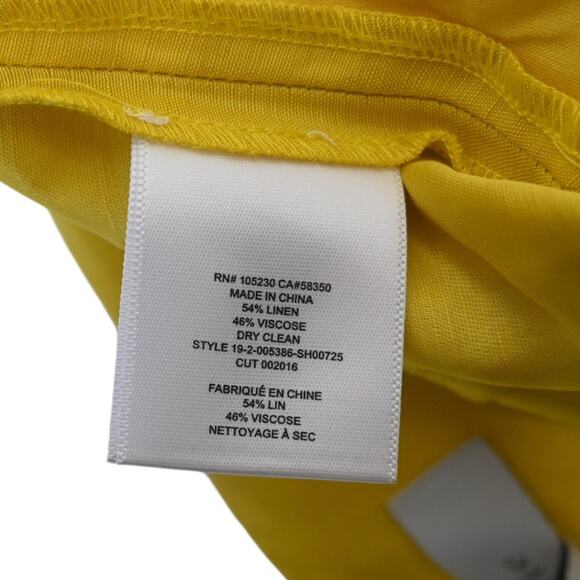 RN# 105230 CA#58350
MADE IN CHINA
54% LINEN
46% VISCOSE
DRY CLEAN
STYLE 19-2-005386-SH00725
CUT 002016
FABRIQUÉ EN CHINE
54% LIN
46% VISCOSE
NETTOYAGE À SEC